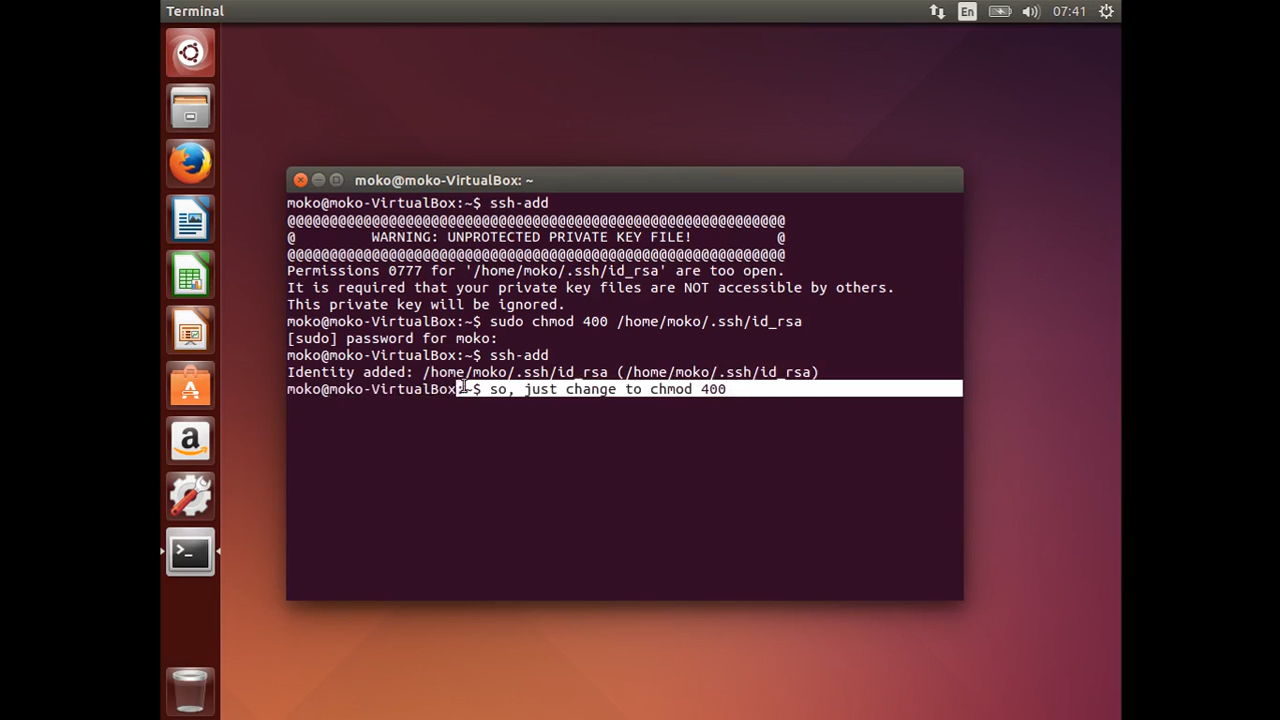 Terminal
En
07:41
moko@moko-VirtualBox: ~
moko@moko-VirtualBox:~$ ssh-add
@@@@@@@@@@@@@@@@@@@@@@@@@@@@@@@@@@@@@@@@@@@@@@@@@@@@@@@@@@@
@         WARNING: UNPROTECTED PRIVATE KEY FILE!          @
@@@@@@@@@@@@@@@@@@@@@@@@@@@@@@@@@@@@@@@@@@@@@@@@@@@@@@@@@@@
Permissions 0777 for '/home/moko/.ssh/id_rsa' are too open.
It is required that your private key files are NOT accessible by others.
This private key will be ignored.
moko@moko-VirtualBox:~$ sudo chmod 400 /home/moko/.ssh/id_rsa
[sudo] password for moko:
moko@moko-VirtualBox:~$ ssh-add
Identity added: /home/moko/.ssh/id_rsa (/home/moko/.ssh/id_rsa)
moko@moko-VirtualBox:~$ so, just change to chmod 400